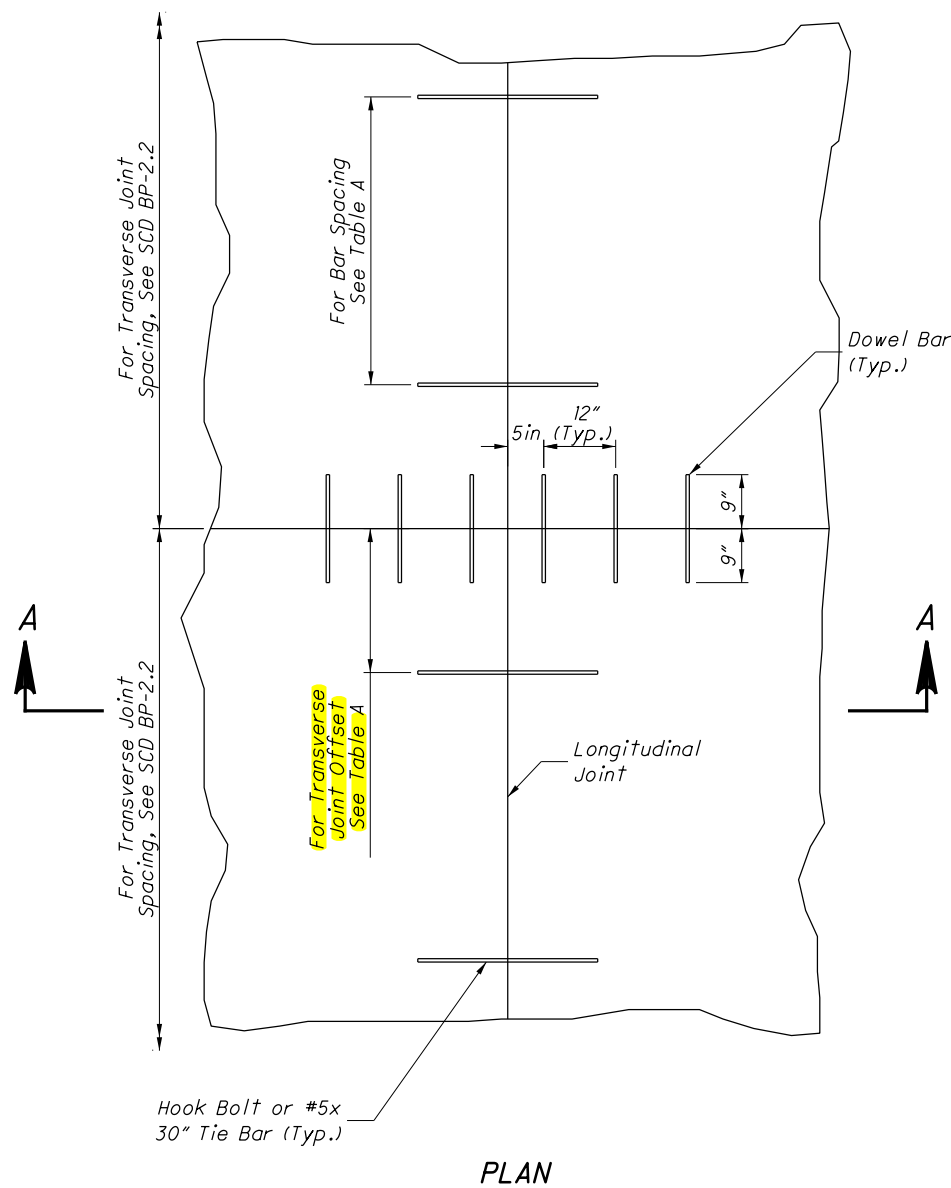 For Transverse Joint
Spacing, See SCD BP-2.2
For Bar Spacing
See Table A
Dowel Bar
(Typ.)
12"
5in (Typ.)
9"
9"
A
A
For Transverse Joint
Spacing, See SCD BP-2.2
For Transverse
Joint Offset
See Table A
Longitudinal
Joint
Hook Bolt or #5x
30" Tie Bar (Typ.)
PLAN